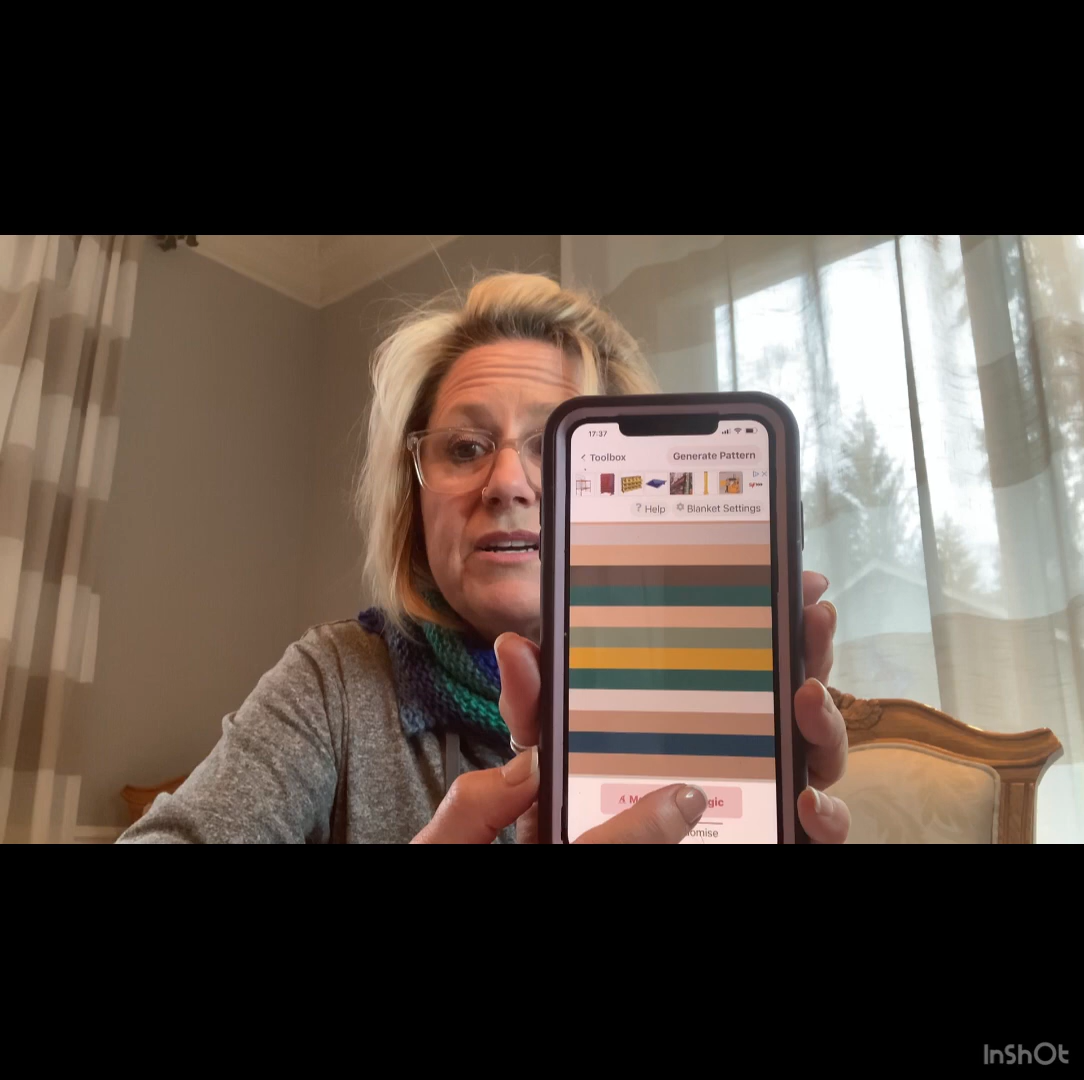 17:37
< Toolbox
Generate Pattern
? Help
Blanket Settings
InShOt